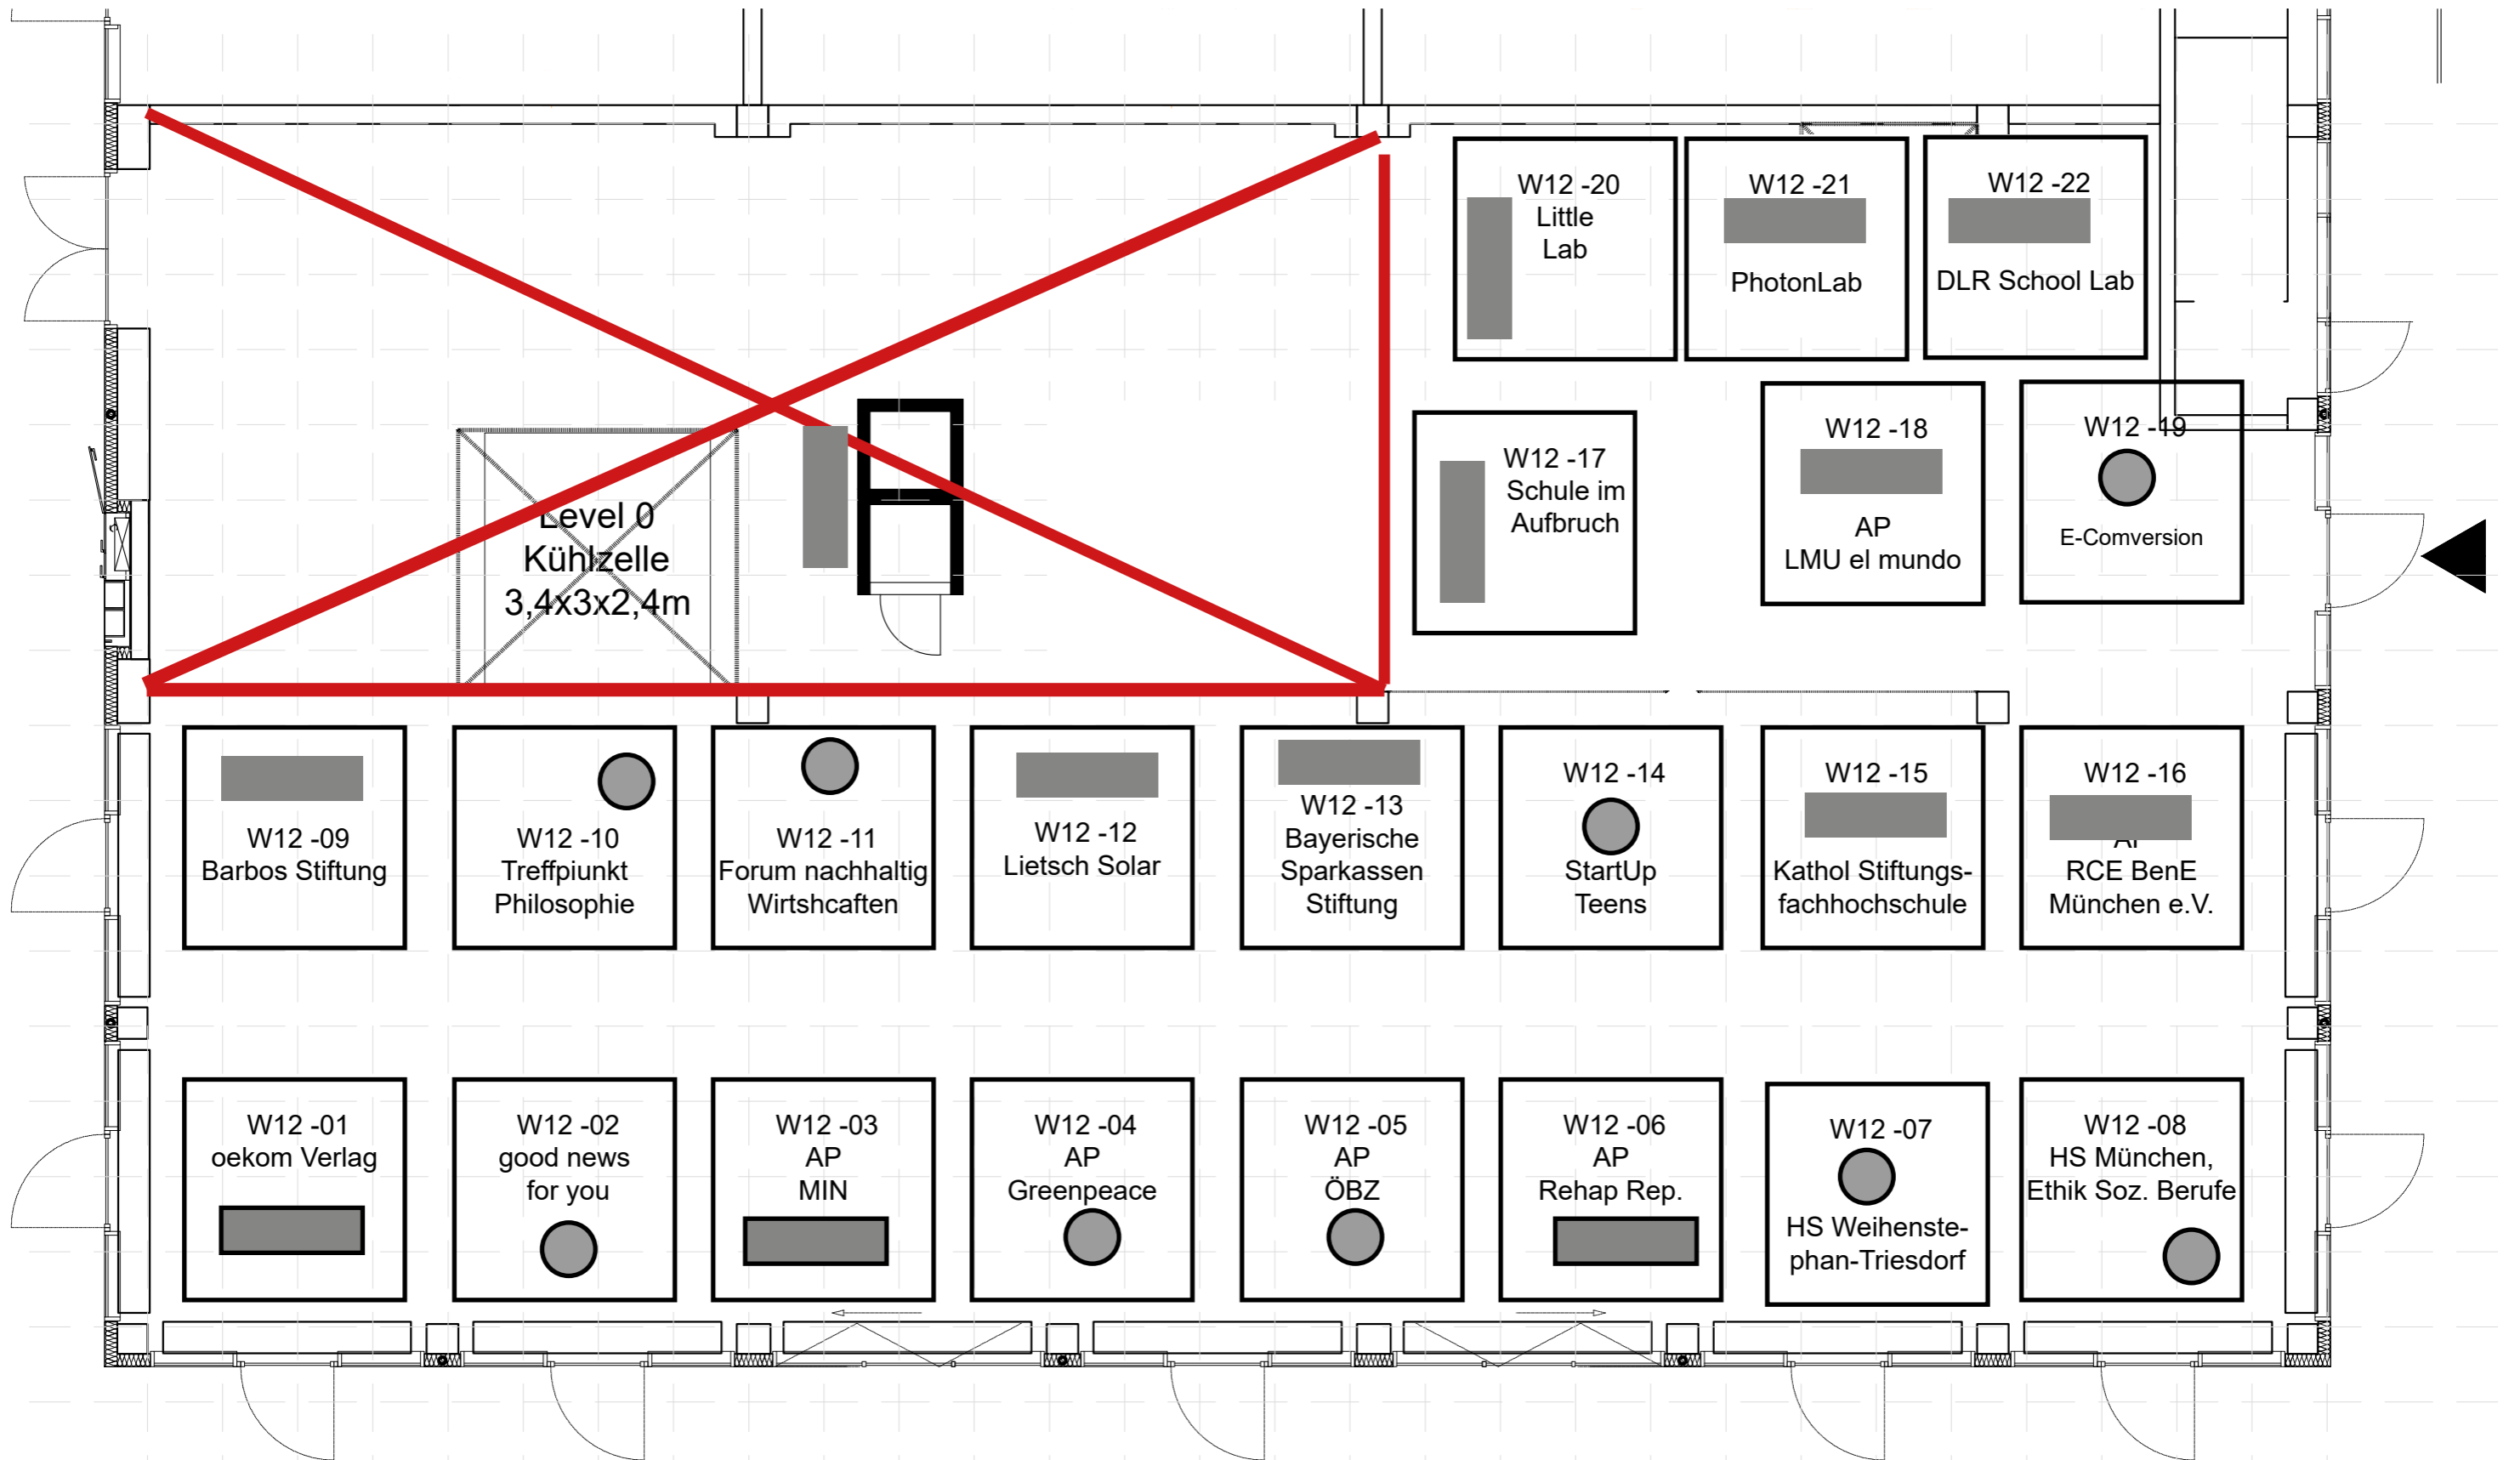 W12 -20
Little
Lab
W12 -21
PhotonLab
W12 -22
DLR School Lab
W12 -17
Schule im
Aufbruch
W12 -18
AP
LMU el mundo
W12 -19
E-Comversion
Level 0
Kühlzelle
3,4x3x2,4m
W12 -09
Barbos Stiftung
W12 -10
Treffpiunkt
Philosophie
W12 -11
Forum nachhaltig
Wirtshcaften
W12 -12
Lietsch Solar
W12 -13
Bayerische
Sparkassen
Stiftung
W12 -14
StartUp
Teens
W12 -15
Kathol Stiftungs-
fachhochschule
W12 -16
RCE BenE
München e.V.
W12 -01
oekom Verlag
W12 -02
good news
for you
W12 -03
AP
MIN
W12 -04
AP
Greenpeace
W12 -05
AP
ÖBZ
W12 -06
AP
Rehap Rep.
W12 -07
HS Weihenste-
phan-Triesdorf
W12 -08
HS München,
Ethik Soz. Berufe